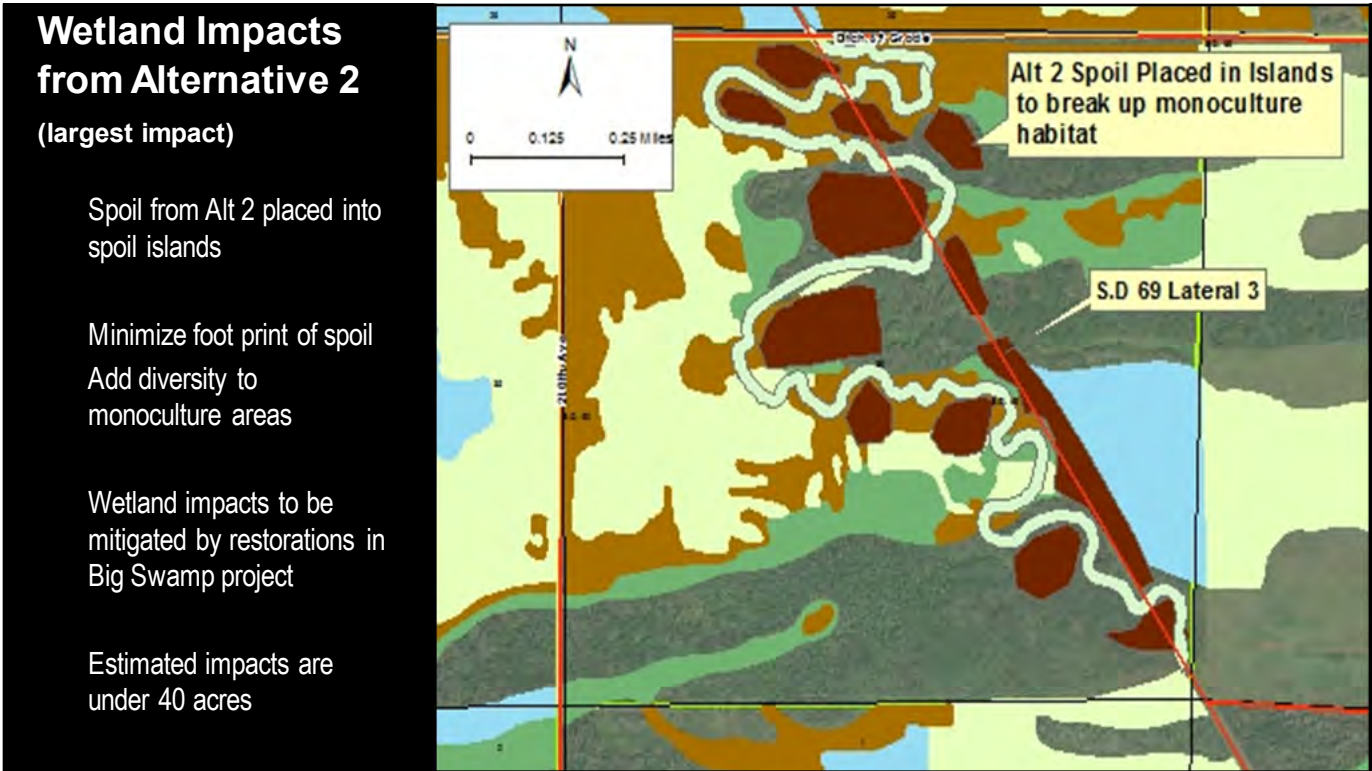 Wetland Impacts
from Alternative 2
(largest impact)
Spoil from Alt 2 placed into
spoil islands
Minimize foot print of spoil
Add diversity to
monoculture areas
Wetland impacts to be
mitigated by restorations in
Big Swamp project
Estimated impacts are
under 40 acres
N
0 0.125 0.25 Miles
Alt 2 Spoil Placed in Islands
to break up monoculture
habitat
S.D 69 Lateral 3